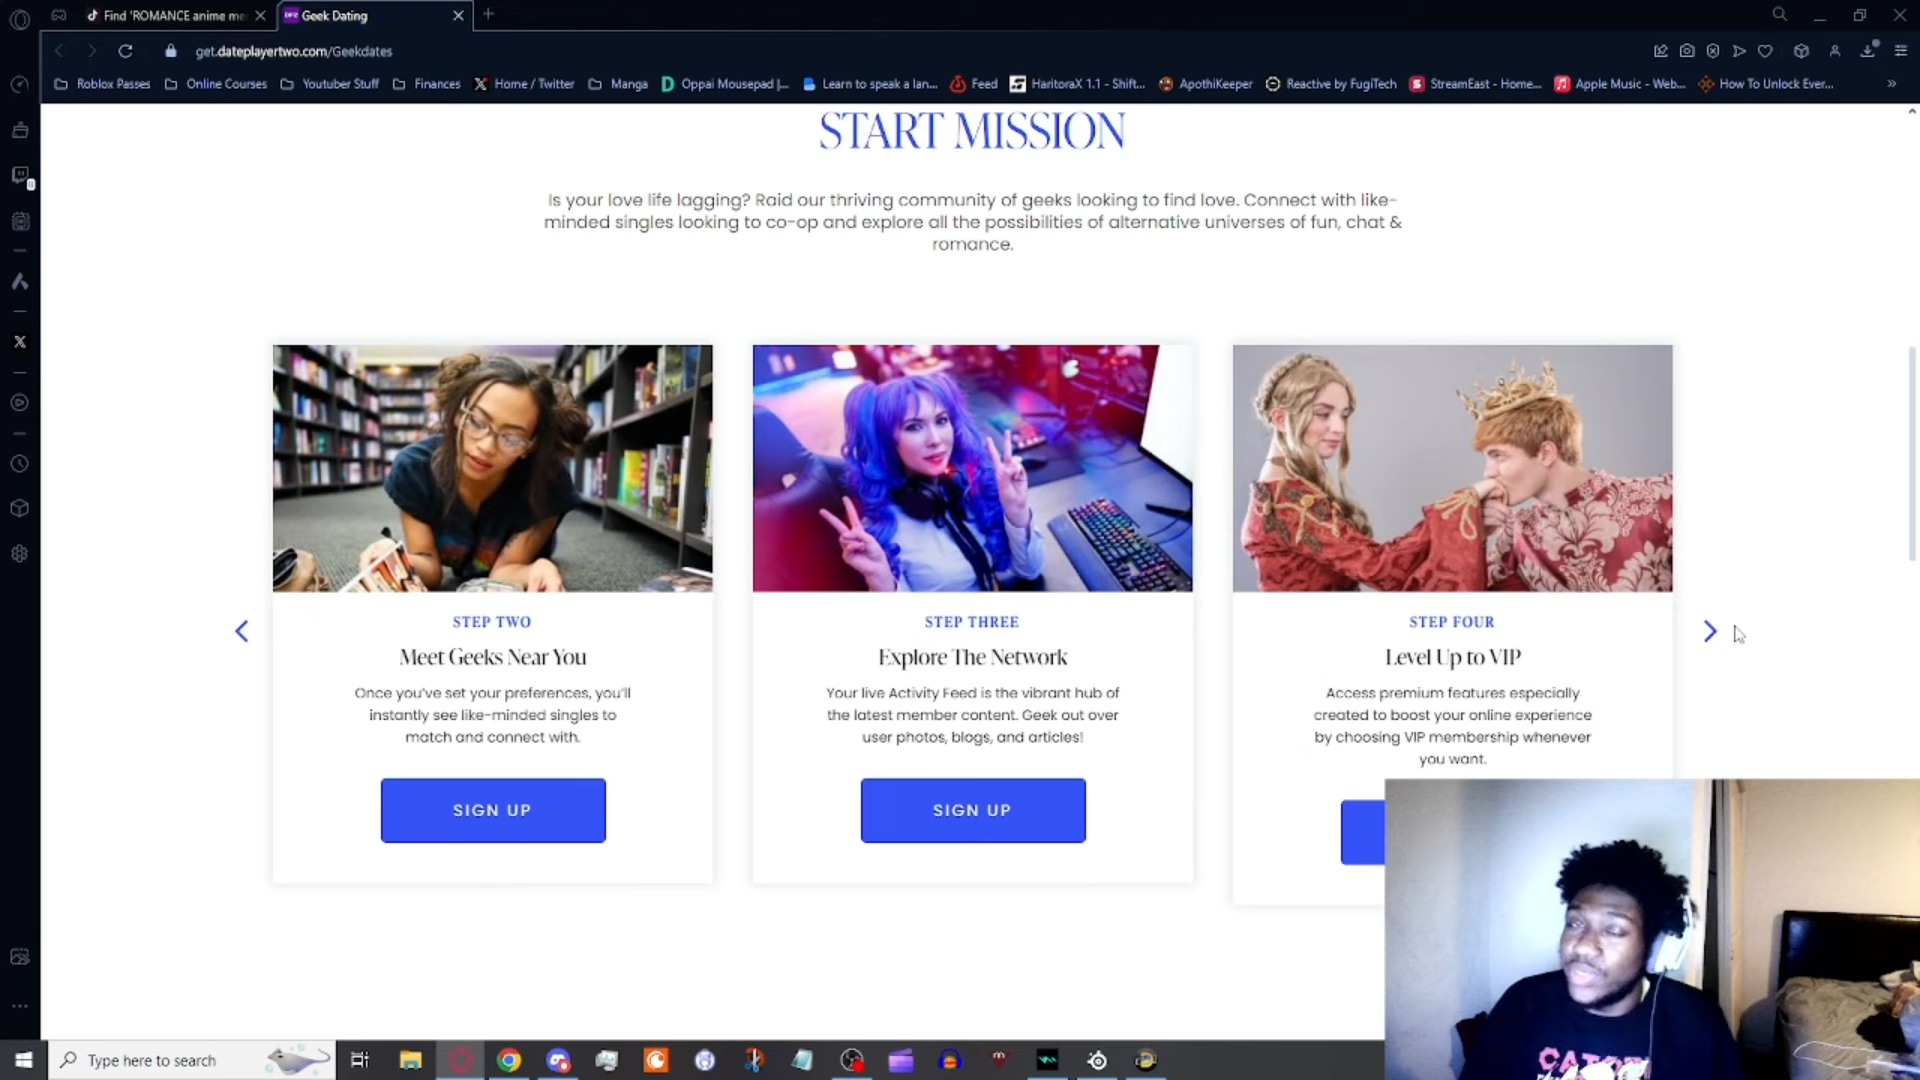 Find 'ROMANCE anime me
Geek Dating
get.dateplayertwo.com/Geekdates
Roblox Passes
Online Courses
Youtuber Stuff
Finances
Home / Twitter
Manga
Oppai Mousepad |...
Learn to speak a lan...
Feed
HaritoraX 1.1 - Shift...
ApothiKeeper
Reactive by FugiTech
StreamEast - Home...
Apple Music - Web...
How To Unlock Ever...
START MISSION
Is your love life lagging? Raid our thriving community of geeks looking to find love. Connect with like-
minded singles looking to co-op and explore all the possibilities of alternative universes of fun, chat &
romance.
STEP TWO
Meet Geeks Near You
Once you've set your preferences, you'll
instantly see like-minded singles to
match and connect with.
SIGN UP
STEP THREE
Explore The Network
Your live Activity Feed is the vibrant hub of
the latest member content. Geek out over
user photos, blogs, and articles!
SIGN UP
STEP FOUR
Level Up to VIP
Access premium features especially
created to boost your online experience
by choosing VIP membership whenever
you want.
Type here to search